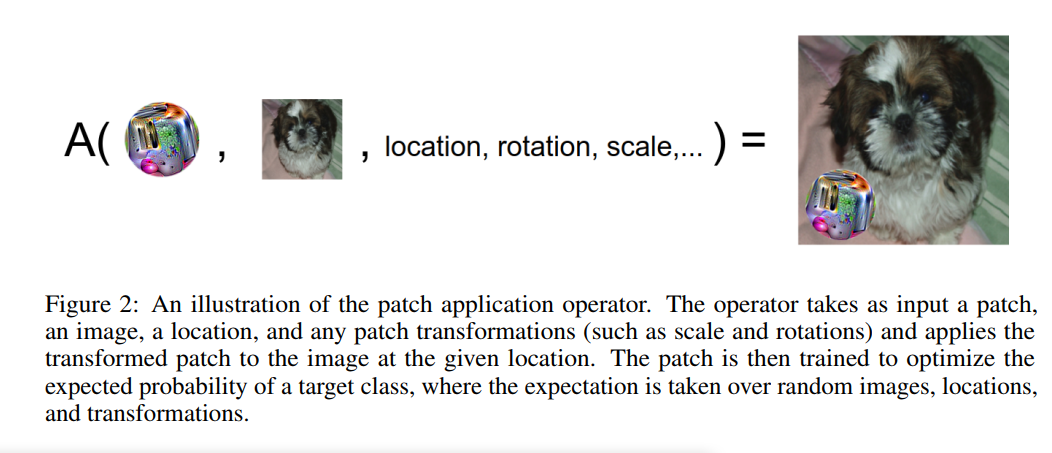 A( , , location, rotation, scale,... ) =
Figure 2: An illustration of the patch application operator. The operator takes as input a patch,
an image, a location, and any patch transformations (such as scale and rotations) and applies the
transformed patch to the image at the given location. The patch is then trained to optimize the
expected probability of a target class, where the expectation is taken over random images, locations,
and transformations.